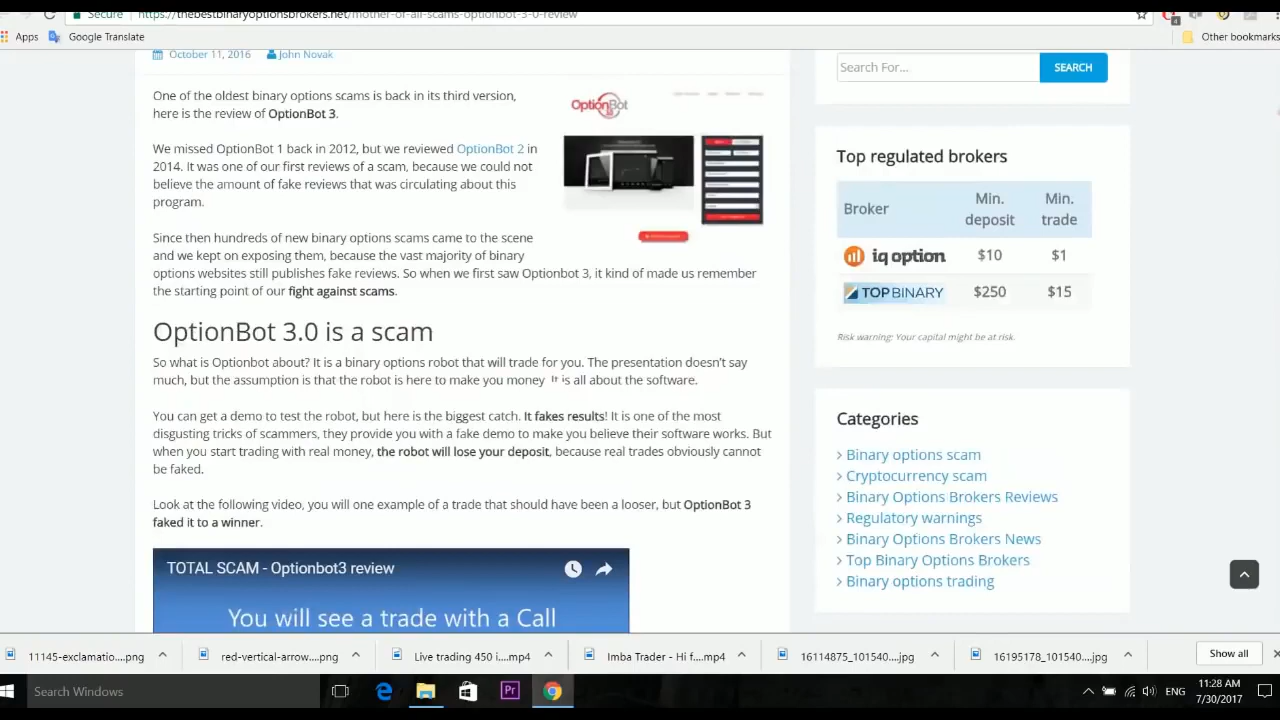 Secure
https://thebestbinaryoptionsbrokers.net/mother-of-all-scams-optionbot-3-0-review
Apps
Google Translate
Other bookmarks
October 11, 2016
John Novak
One of the oldest binary options scams is back in its third version,
here is the review of OptionBot 3.
We missed OptionBot 1 back in 2012, but we reviewed OptionBot 2 in
2014. It was one of our first reviews of a scam, because we could not
believe the amount of fake reviews that was circulating about this
program.
Since then hundreds of new binary options scams came to the scene
and we kept on exposing them, because the vast majority of binary
options websites still publishes fake reviews. So when we first saw Optionbot 3, it kind of made us remember
the starting point of our fight against scams.
OptionBot
OptionBot 3.0 is a scam
So what is Optionbot about? It is a binary options robot that will trade for you. The presentation doesn't say
much, but the assumption is that the robot is here to make you money It is all about the software.
You can get a demo to test the robot, but here is the biggest catch. It fakes results! It is one of the most
disgusting tricks of scammers, they provide you with a fake demo to make you believe their software works. But
when you start trading with real money, the robot will lose your deposit, because real trades obviously cannot
be faked.
Look at the following video, you will one example of a trade that should have been a looser, but OptionBot 3
faked it to a winner.
TOTAL SCAM - Optionbot3 review
You will see a trade with a Call
Search For...
SEARCH
Top regulated brokers
Broker
Min. deposit
Min. trade
iq option $10 $1
TOP BINARY $250 $15
Risk warning: Your capital might be at risk.
Categories
Binary options scam
Cryptocurrency scam
Binary Options Brokers Reviews
Regulatory warnings
Binary Options Brokers News
Top Binary Options Brokers
Binary options trading
11145-exclamatio....png
red-vertical-arrow....png
Live trading 450 i....mp4
Imba Trader - Hi f....mp4
16114875_101540....jpg
16195178_101540....jpg
Show all
Search Windows
Pr
ENG
11:28 AM
7/30/2017